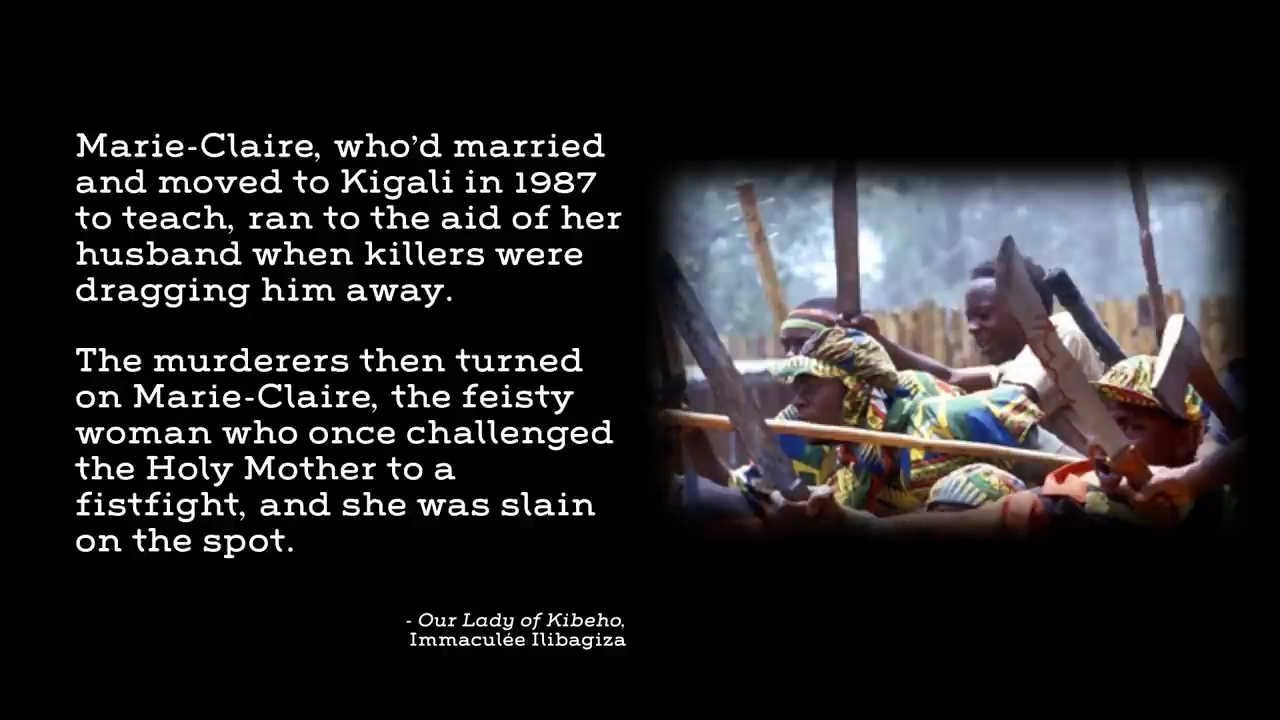 Marie-Claire, who’d married
and moved to Kigali in 1987
to teach, ran to the aid of her
husband when killers were
dragging him away.
The murderers then turned
on Marie-Claire, the feisty
woman who once challenged
the Holy Mother to a
fistfight, and she was slain
on the spot.
- Our Lady of Kibeho,
Immaculée Ilibagiza